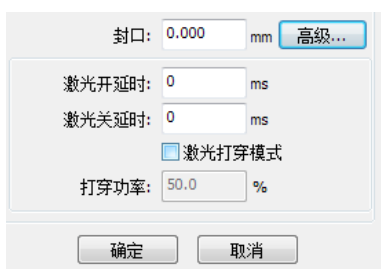 封口: 0.000 mm 高级...
激光开延时: 0 ms
激光关延时: 0 ms
激光打穿模式
打穿功率: 50.0 %
确定 取消